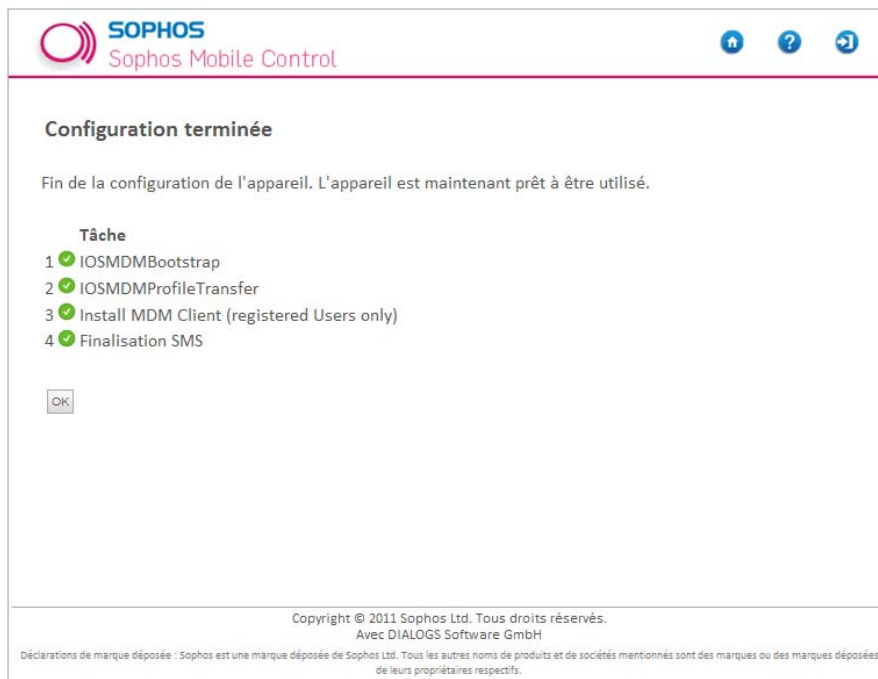 SOPHOS
Sophos Mobile Control
Configuration terminée
Fin de la configuration de l'appareil. L'appareil est maintenant prêt à être utilisé.
Tâche
1 IOSMDMBootstrap
2 IOSMDMProfileTransfer
3 Install MDM Client (registered Users only)
4 Finalisation SMS
OK
Copyright © 2011 Sophos Ltd. Tous droits réservés.
Avec DIALOGS Software GmbH
Déclarations de marque déposée : Sophos est une marque déposée de Sophos Ltd. Tous les autres noms de produits et de sociétés mentionnés sont des marques ou des marques déposées
de leurs propriétaires respectifs.